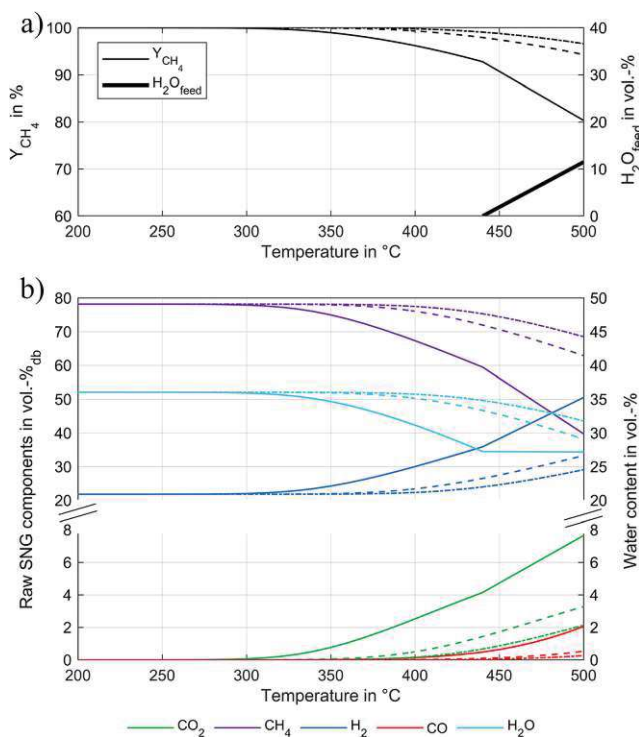 a)
100
90
80
70
60
Y_CH4 in %
Y_CH4
H2O_feed
40
30
20
10
0
H2O_feed in vol.-%
200 250 300 350 400 450 500
Temperature in °C
b)
80
70
60
50
40
30
20
8
6
4
2
0
Raw SNG components in vol.-%_db
50
45
40
35
30
25
20
8
6
4
2
0
Water content in vol.-%
200 250 300 350 400 450 500
Temperature in °C
CO2 CH4 H2 CO H2O